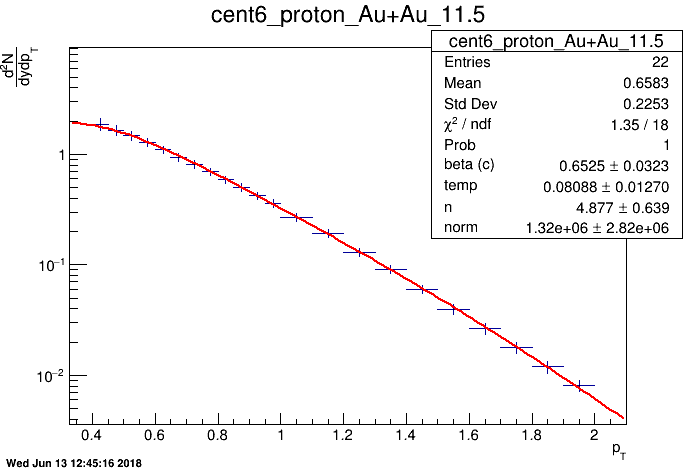 cent6_proton_Au+Au_11.5
cent6_proton_Au+Au_11.5
Entries 22
Mean 0.6583
Std Dev 0.2253
χ² / ndf 1.35 / 18
Prob 1
beta (c) 0.6525 ± 0.0323
temp 0.08088 ± 0.01270
n 4.877 ± 0.639
norm 1.32e+06 ± 2.82e+06
d²N
dydp_T
1
10⁻¹
10⁻²
0.4 0.6 0.8 1 1.2 1.4 1.6 1.8 2
p_T
Wed Jun 13 12:45:16 2018